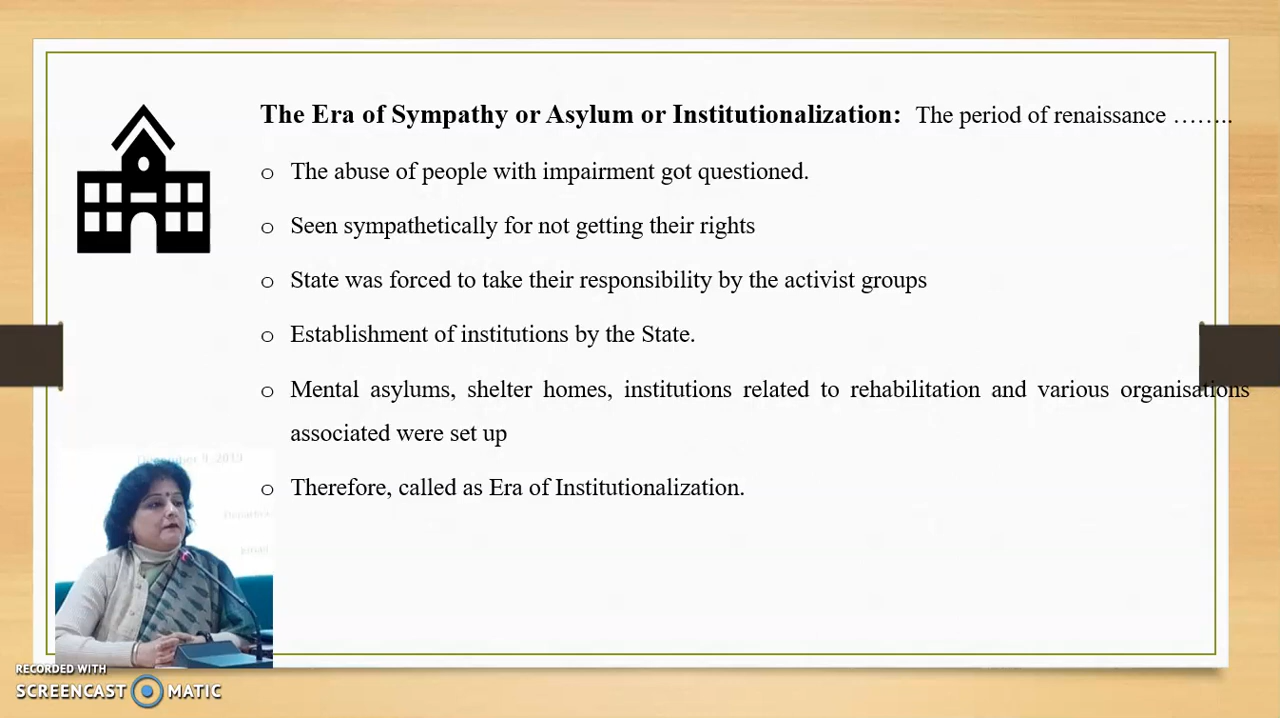 The Era of Sympathy or Asylum or Institutionalization: The period of renaissance ……..
o The abuse of people with impairment got questioned.
o Seen sympathetically for not getting their rights
o State was forced to take their responsibility by the activist groups
o Establishment of institutions by the State.
o Mental asylums, shelter homes, institutions related to rehabilitation and various organisations
associated were set up
o Therefore, called as Era of Institutionalization.
RECORDED WITH
SCREENCAST MATIC